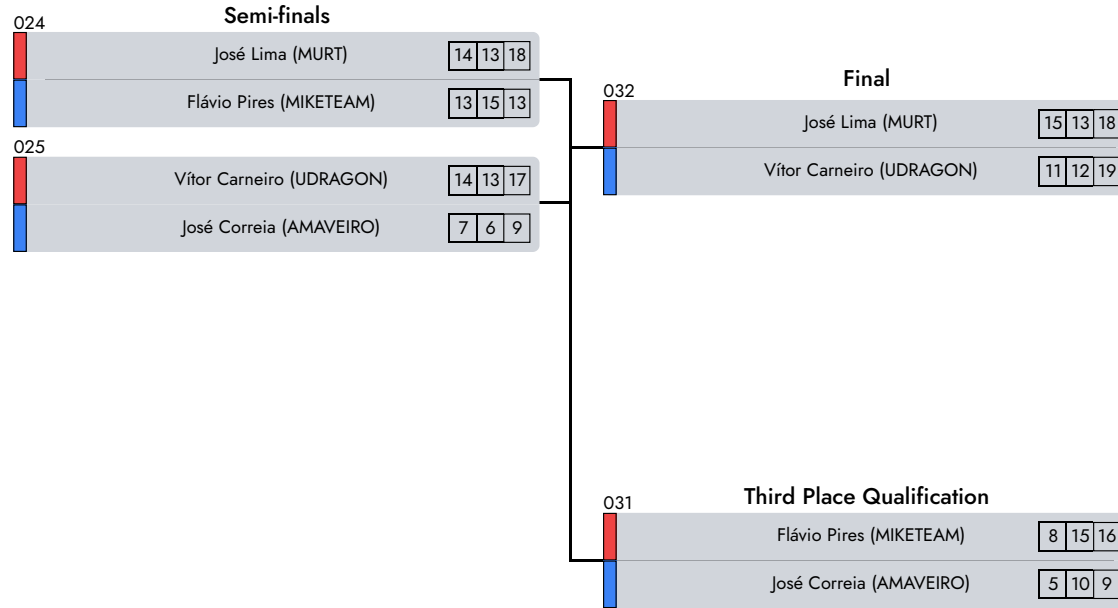 Semi-finals
024
José Lima (MURT) 14 13 18
Flávio Pires (MIKETEAM) 13 15 13
025
Vítor Carneiro (UDRAGON) 14 13 17
José Correia (AMAVEIRO) 7 6 9
Final
032
José Lima (MURT) 15 13 18
Vítor Carneiro (UDRAGON) 11 12 19
Third Place Qualification
031
Flávio Pires (MIKETEAM) 8 15 16
José Correia (AMAVEIRO) 5 10 9